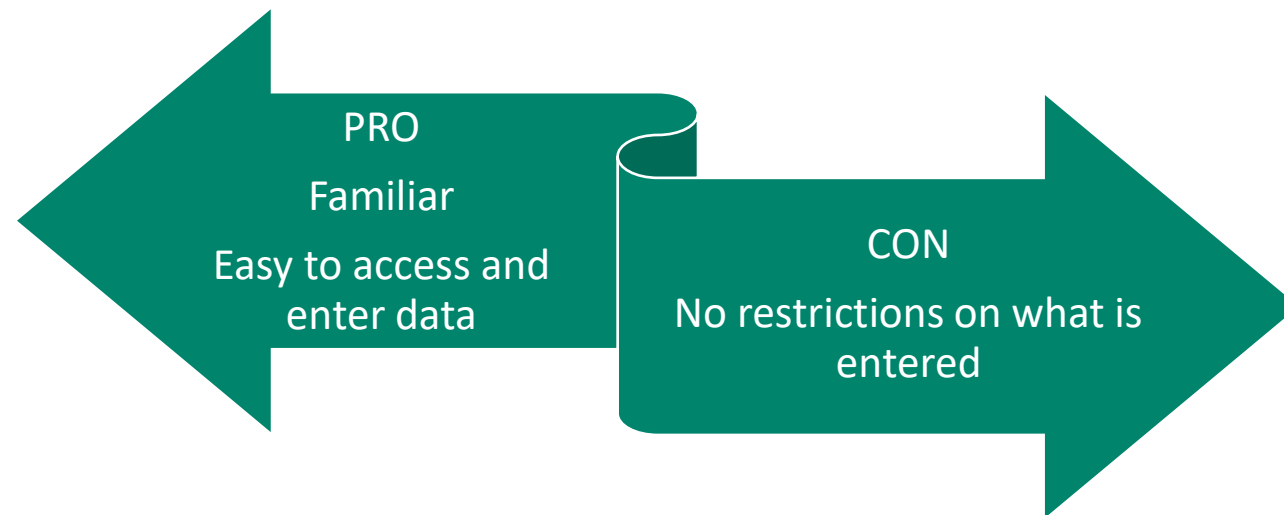 PRO
Familiar
Easy to access and
enter data
CON
No restrictions on what is
entered